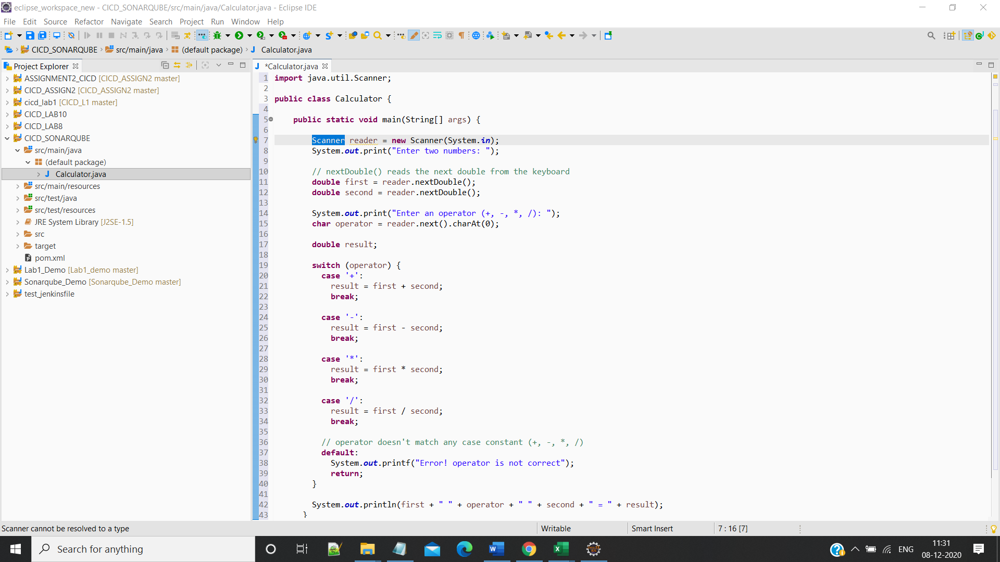 eclipse_workspace_new - CICD_SONARQUBE/src/main/java/Calculator.java - Eclipse IDE
File Edit Source Refactor Navigate Search Project Run Window Help
CICD_SONARQUBE src/main/java (default package) Calculator.java
Project Explorer
ASSIGNMENT2_CICD [CICD_ASSIGN2 master]
CICD_ASSIGN2 [CICD_ASSIGN2 master]
cicd_lab1 [CICD_L1 master]
CICD_LAB10
CICD_LAB8
CICD_SONARQUBE
src/main/java
(default package)
Calculator.java
src/main/resources
src/test/java
src/test/resources
JRE System Library [J2SE-1.5]
src
target
pom.xml
Lab1_Demo [Lab1_demo master]
Sonarqube_Demo [Sonarqube_Demo master]
test_jenkinsfile
*Calculator.java
1 import java.util.Scanner;
2
3 public class Calculator {
4
5 public static void main(String[] args) {
6
7 Scanner reader = new Scanner(System.in);
8 System.out.print("Enter two numbers: ");
9
10 // nextDouble() reads the next double from the keyboard
11 double first = reader.nextDouble();
12 double second = reader.nextDouble();
13
14 System.out.print("Enter an operator (+, -, *, /): ");
15 char operator = reader.next().charAt(0);
16
17 double result;
18
19 switch (operator) {
20 case '+':
21 result = first + second;
22 break;
23
24 case '-':
25 result = first - second;
26 break;
27
28 case '*':
29 result = first * second;
30 break;
31
32 case '/':
33 result = first / second;
34 break;
35
36 // operator doesn't match any case constant (+, -, *, /)
37 default:
38 System.out.printf("Error! operator is not correct");
39 return;
40 }
41
42 System.out.println(first + " " + operator + " " + second + " = " + result);
43 }
Scanner cannot be resolved to a type
Writable
Smart Insert
7 : 16 [7]
Search for anything
ENG
11:31
08-12-2020